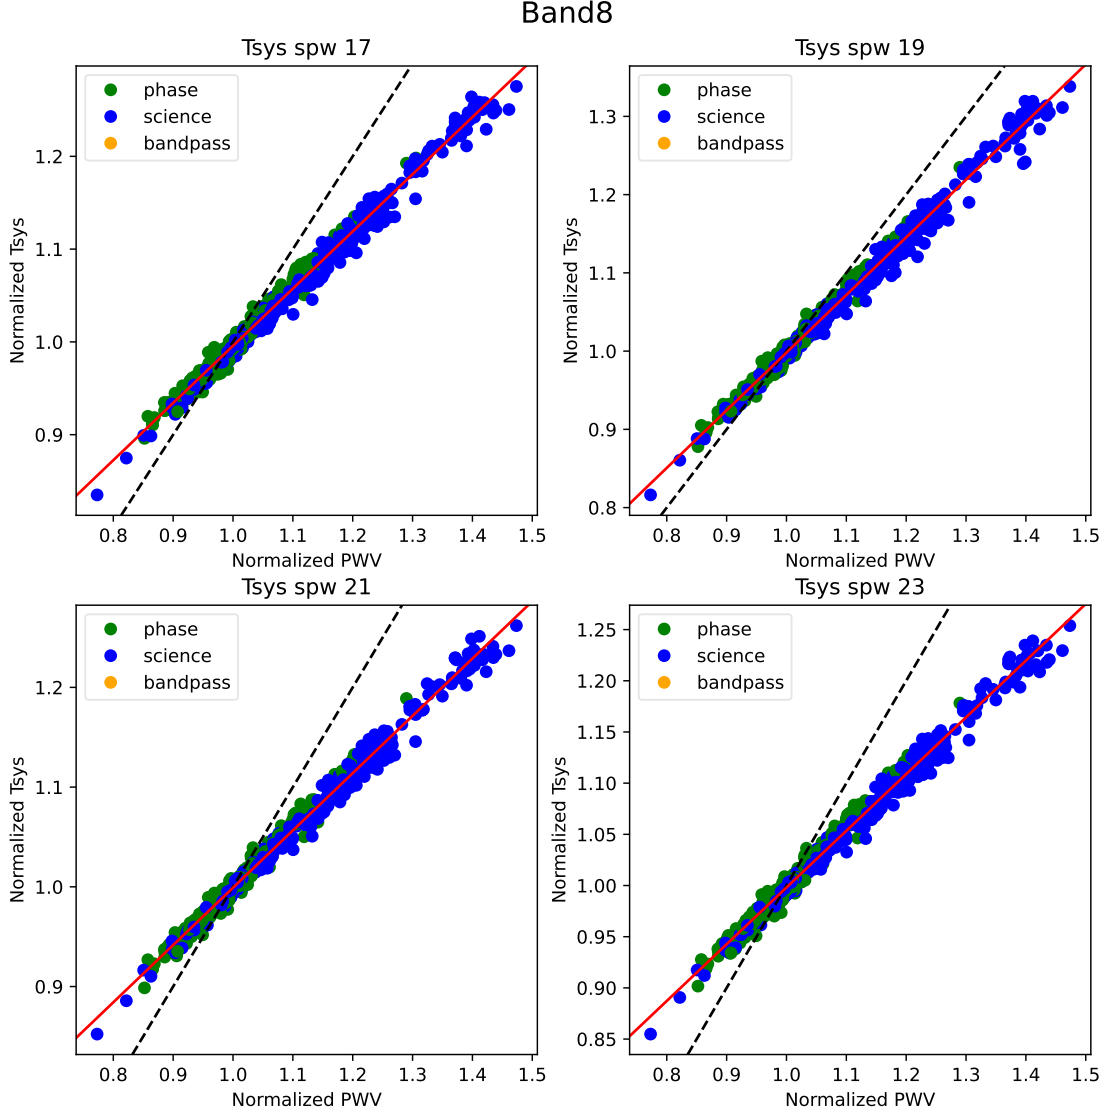 Band8
Tsys spw 17
phase
science
bandpass
Normalized Tsys
1.2
1.1
1.0
0.9
0.8 0.9 1.0 1.1 1.2 1.3 1.4 1.5
Normalized PWV
Tsys spw 19
phase
science
bandpass
Normalized Tsys
1.3
1.2
1.1
1.0
0.9
0.8
0.8 0.9 1.0 1.1 1.2 1.3 1.4 1.5
Normalized PWV
Tsys spw 21
phase
science
bandpass
Normalized Tsys
1.2
1.1
1.0
0.9
0.8 0.9 1.0 1.1 1.2 1.3 1.4 1.5
Normalized PWV
Tsys spw 23
phase
science
bandpass
Normalized Tsys
1.25
1.20
1.15
1.10
1.05
1.00
0.95
0.90
0.85
0.8 0.9 1.0 1.1 1.2 1.3 1.4 1.5
Normalized PWV